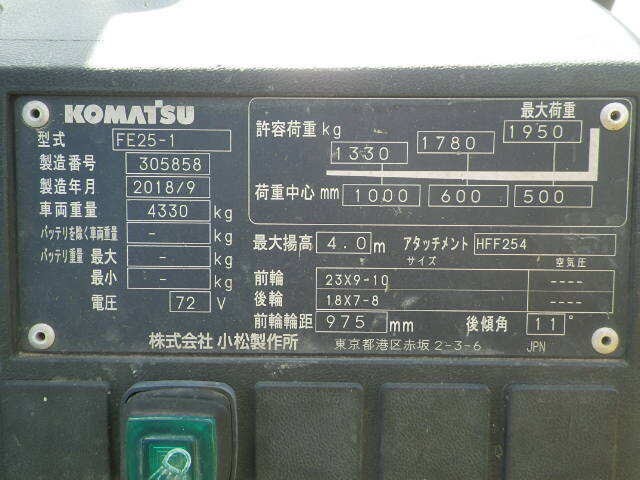 KOMATSU
型式 FE25-1
製造番号 305858
製造年月 2018/9
車両重量 4330 kg
バッテリを除く車両重量 - kg
バッテリ重量 最大 - kg
最小 - kg
電圧 72 V
株式会社 小松製作所
最大荷重
許容荷重 kg 1330 1780 1950
荷重中心 mm 1000 600 500
最大揚高 4.0 m アタッチメント HFF254
サイズ 空気圧
前輪 23X9-10 ----
後輪 18X7-8 ----
前輪輪距 975 mm 後傾角 11°
東京都港区赤坂 2-3-6 JPN